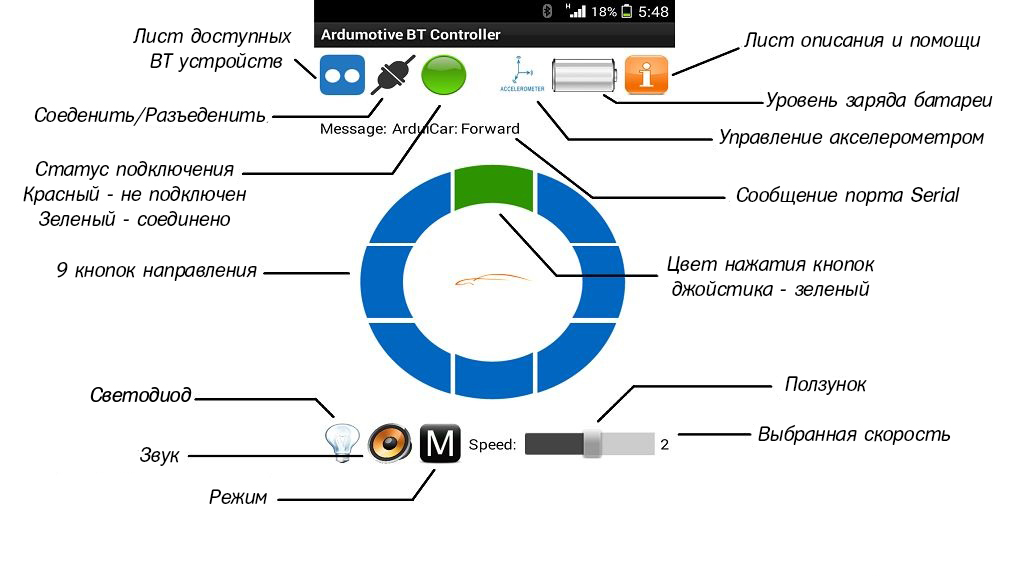 H 18% 5:48
Ardumotive BT Controller
Лист доступных
BT устройств
Лист описания и помощи
ACCELEROMETER
i
Соеденить/Разъеденить
Уровень заряда батареи
Message: ArduiCar: Forward
Управление акселерометром
Статус подключения
Красный - не подключен
Зеленый - соединено
Сообщение порта Serial
9 кнопок направления
Цвет нажатия кнопок
джойстика - зеленый
Светодиод
Ползунок
M
Speed:
2
Выбранная скорость
Звук
Режим